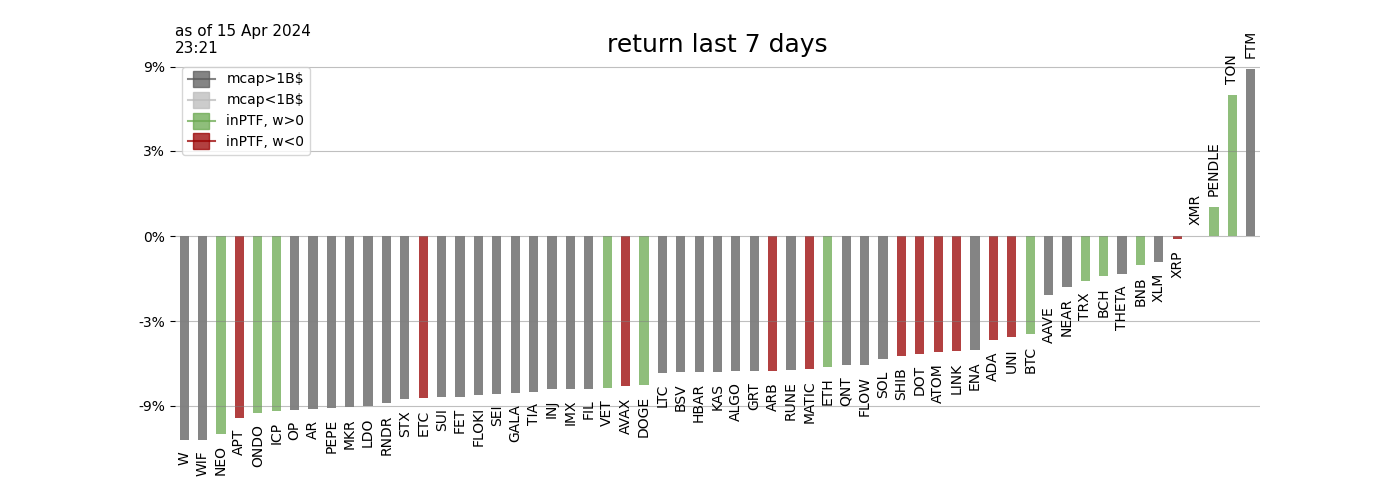 as of 15 Apr 2024
23:21
return last 7 days
mcap>1B$
mcap<1B$
inPTF, w>0
inPTF, w<0
9%
3%
0%
-3%
-9%
W
WIF
NEO
APT
ONDO
ICP
OP
AR
PEPE
MKR
LDO
RNDR
STX
ETC
SUI
FET
FLOKI
SEI
GALA
TIA
INJ
IMX
FIL
VET
AVAX
DOGE
LTC
BSV
HBAR
KAS
ALGO
GRT
ARB
RUNE
MATIC
ETH
QNT
FLOW
SOL
SHIB
DOT
ATOM
LINK
ENA
ADA
UNI
BTC
AAVE
NEAR
TRX
BCH
THETA
BNB
XLM
XRP
XMR
PENDLE
TON
FTM